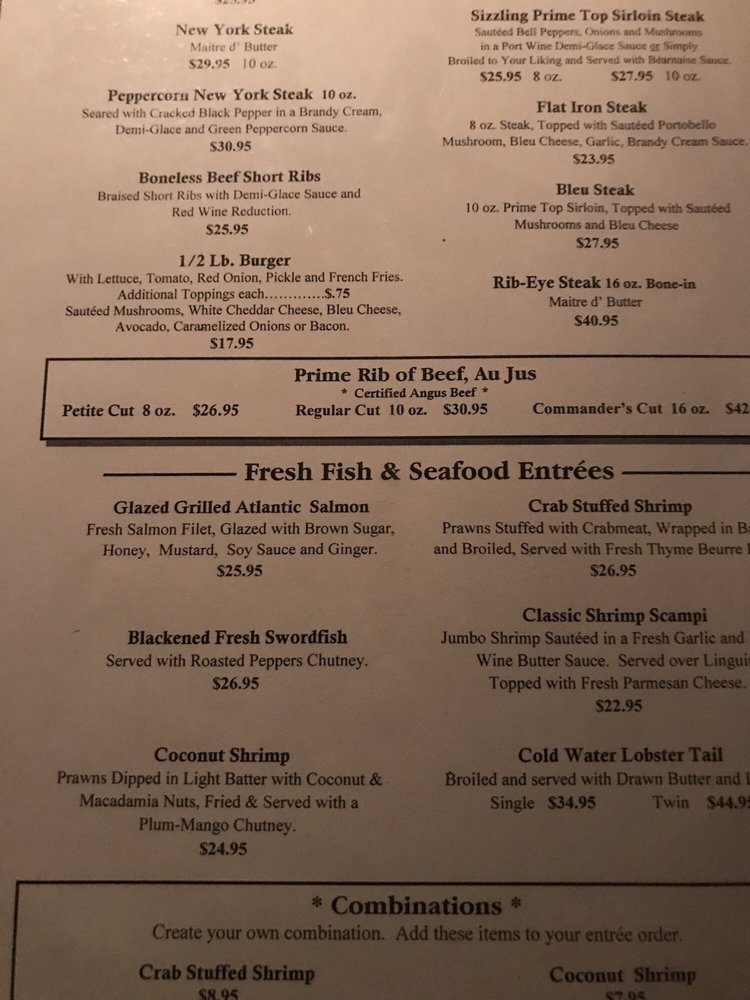 New York Steak
Maitre d' Butter
$29.95 10 oz.
Peppercorn New York Steak 10 oz.
Seared with Cracked Black Pepper in a Brandy Cream,
Demi-Glace and Green Peppercorn Sauce.
$30.95
Boneless Beef Short Ribs
Braised Short Ribs with Demi-Glace Sauce and
Red Wine Reduction.
$25.95
1/2 Lb. Burger
With Lettuce, Tomato, Red Onion, Pickle and French Fries.
Additional Toppings each.............$.75
Sautéed Mushrooms, White Cheddar Cheese, Bleu Cheese,
Avocado, Caramelized Onions or Bacon.
$17.95
Sizzling Prime Top Sirloin Steak
Sautéed Bell Peppers, Onions and Mushrooms
in a Port Wine Demi-Glace Sauce or Simply
Broiled to Your Liking and Served with Béarnaise Sauce.
$25.95 8 oz. $27.95 10 oz.
Flat Iron Steak
8 oz. Steak, Topped with Sautéed Portobello
Mushroom, Bleu Cheese, Garlic, Brandy Cream Sauce.
$23.95
Bleu Steak
10 oz. Prime Top Sirloin, Topped with Sautéed
Mushrooms and Bleu Cheese
$27.95
Rib-Eye Steak 16 oz. Bone-in
Maitre d' Butter
$40.95
Prime Rib of Beef, Au Jus
* Certified Angus Beef *
Petite Cut 8 oz. $26.95 Regular Cut 10 oz. $30.95 Commander's Cut 16 oz. $42
Fresh Fish & Seafood Entrées
Glazed Grilled Atlantic Salmon
Fresh Salmon Filet, Glazed with Brown Sugar,
Honey, Mustard, Soy Sauce and Ginger.
$25.95
Blackened Fresh Swordfish
Served with Roasted Peppers Chutney.
$26.95
Coconut Shrimp
Prawns Dipped in Light Batter with Coconut &
Macadamia Nuts, Fried & Served with a
Plum-Mango Chutney.
$24.95
Crab Stuffed Shrimp
Prawns Stuffed with Crabmeat, Wrapped in
and Broiled, Served with Fresh Thyme Beurre
$26.95
Classic Shrimp Scampi
Jumbo Shrimp Sautéed in a Fresh Garlic and
Wine Butter Sauce. Served over Lingui
Topped with Fresh Parmesan Cheese.
$22.95
Cold Water Lobster Tail
Broiled and served with Drawn Butter and
Single $34.95 Twin $44.95
* Combinations *
Create your own combination. Add these items to your entrée order.
Crab Stuffed Shrimp
$8.95
Coconut Shrimp
$7.95